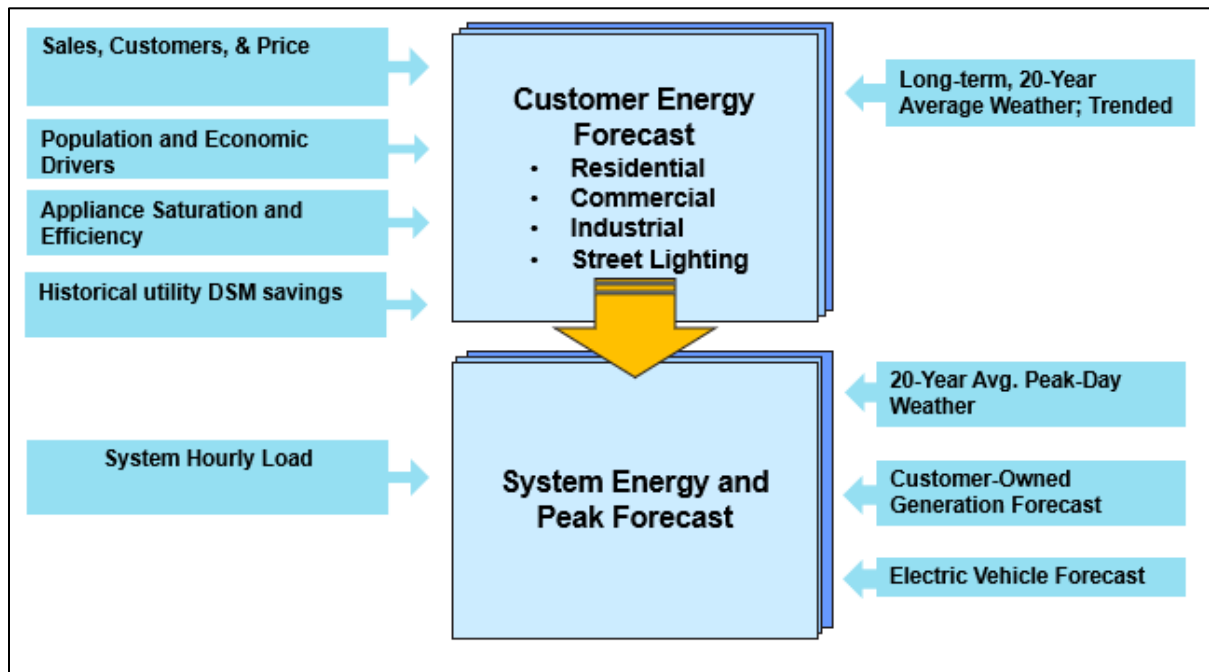 Sales, Customers, & Price
Population and Economic
Drivers
Appliance Saturation and
Efficiency
Historical utility DSM savings
Customer Energy
Forecast
• Residential
• Commercial
• Industrial
• Street Lighting
Long-term, 20-Year
Average Weather; Trended
System Hourly Load
System Energy and
Peak Forecast
20-Year Avg. Peak-Day
Weather
Customer-Owned
Generation Forecast
Electric Vehicle Forecast